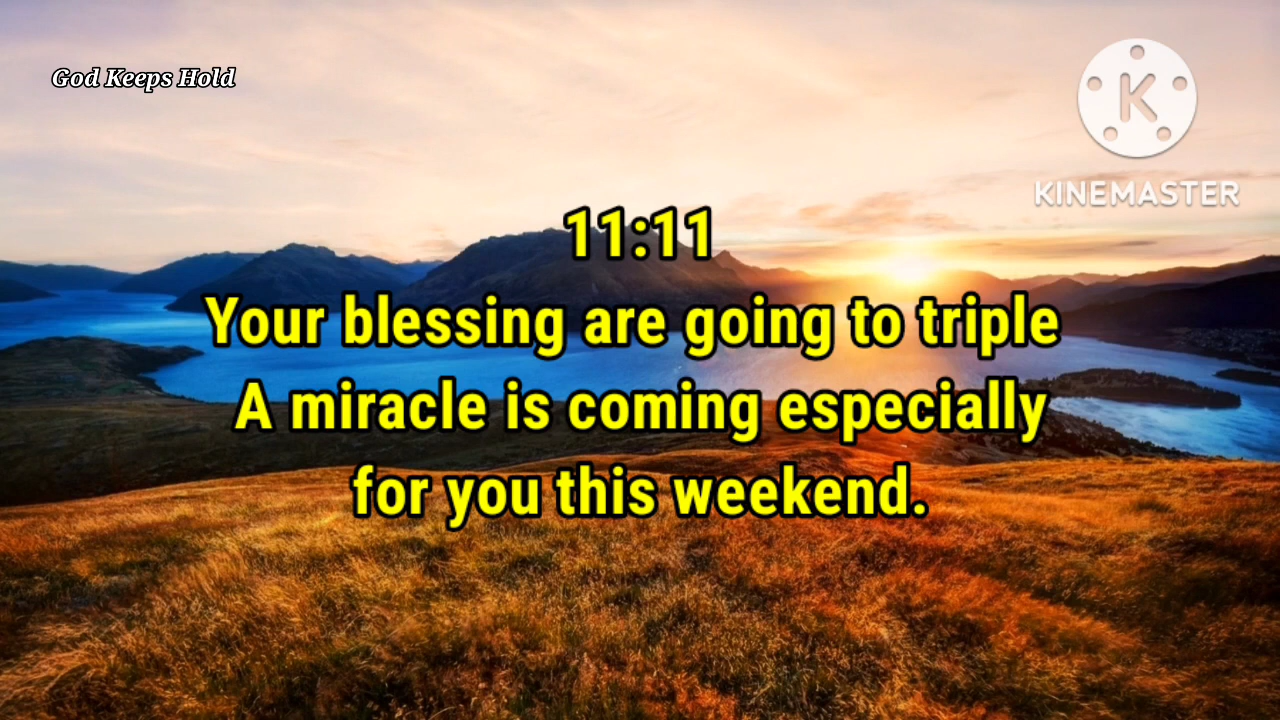 God Keeps Hold
K
KINEMASTER
11:11
Your blessing are going to triple
A miracle is coming especially
for you this weekend.